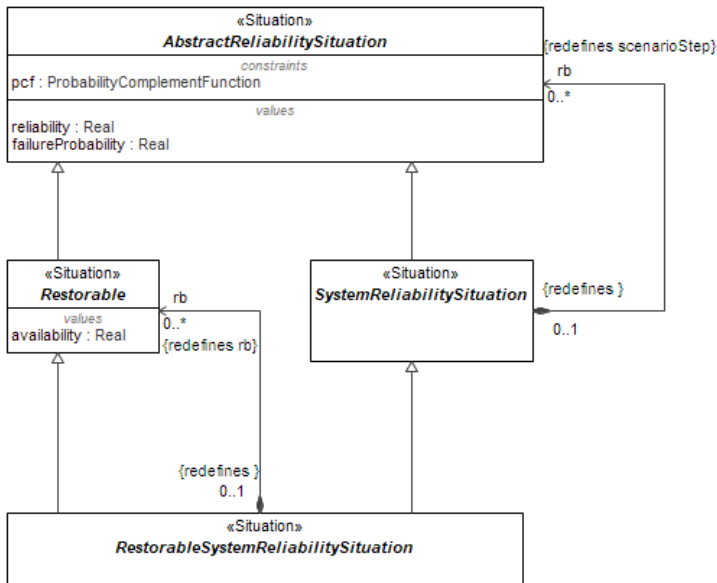 «Situation»
AbstractReliabilitySituation
constraints
pcf : ProbabilityComplementFunction
values
reliability : Real
failureProbability : Real
{redefines scenarioStep}
rb
0..*
«Situation»
Restorable
values
availability : Real
rb
0..*
{redefines rb}
«Situation»
SystemReliabilitySituation
{redefines }
0..1
{redefines }
0..1
«Situation»
RestorableSystemReliabilitySituation